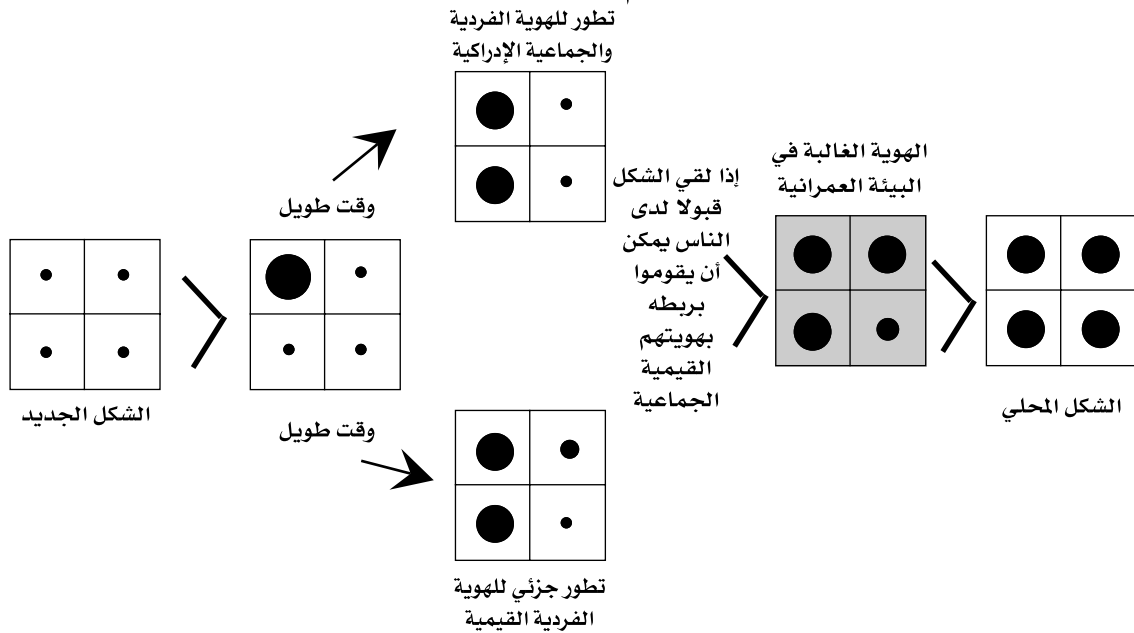 تطور للهوية الفردية
والجماعية الإدراكية
وقت طويل
الشكل الجديد
وقت طويل
تطور جزئي للهوية
الفردية القيمية
إذا لقي الشكل
قبولا لدى
الناس يمكن
أن يقوموا
بربطه
بهويتهم
القيمية
الجماعية
الهوية الغالبة في
البيئة العمرانية
الشكل المحلي